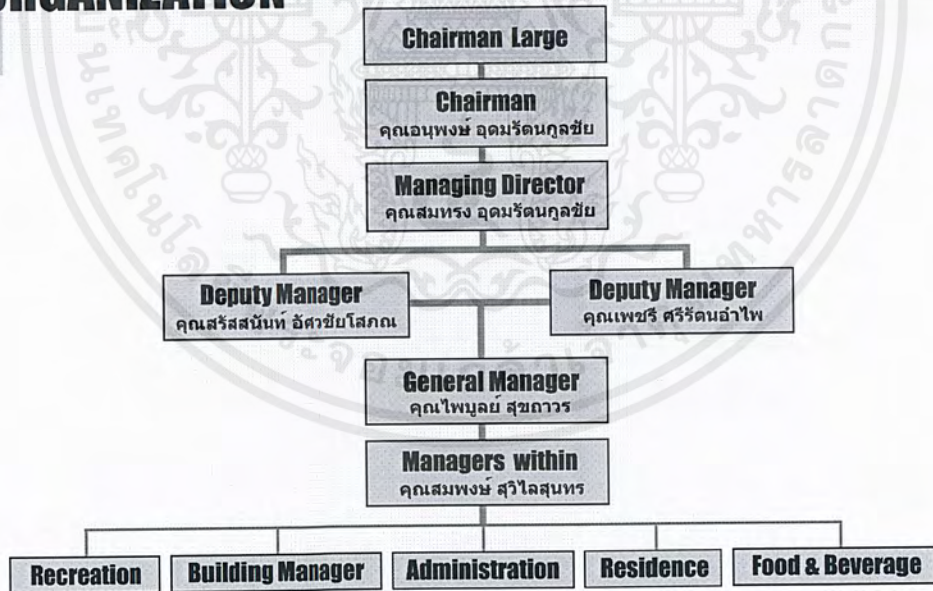 ORGANIZATION
Chairman Large
Chairman
คุณอนุพงษ์ อุดมรัตนกูลชัย
Managing Director
คุณสมทรง อุดมรัตนกูลชัย
Deputy Manager
คุณสรัสสนันท์ อัศวชัยโสภณ
Deputy Manager
คุณเพชรี ศรีรัตนอำไพ
General Manager
คุณไพบูลย์ สุขถาวร
Managers within
คุณสมพงษ์ สุวิไลสุนทร
Recreation
Building Manager
Administration
Residence
Food & Beverage